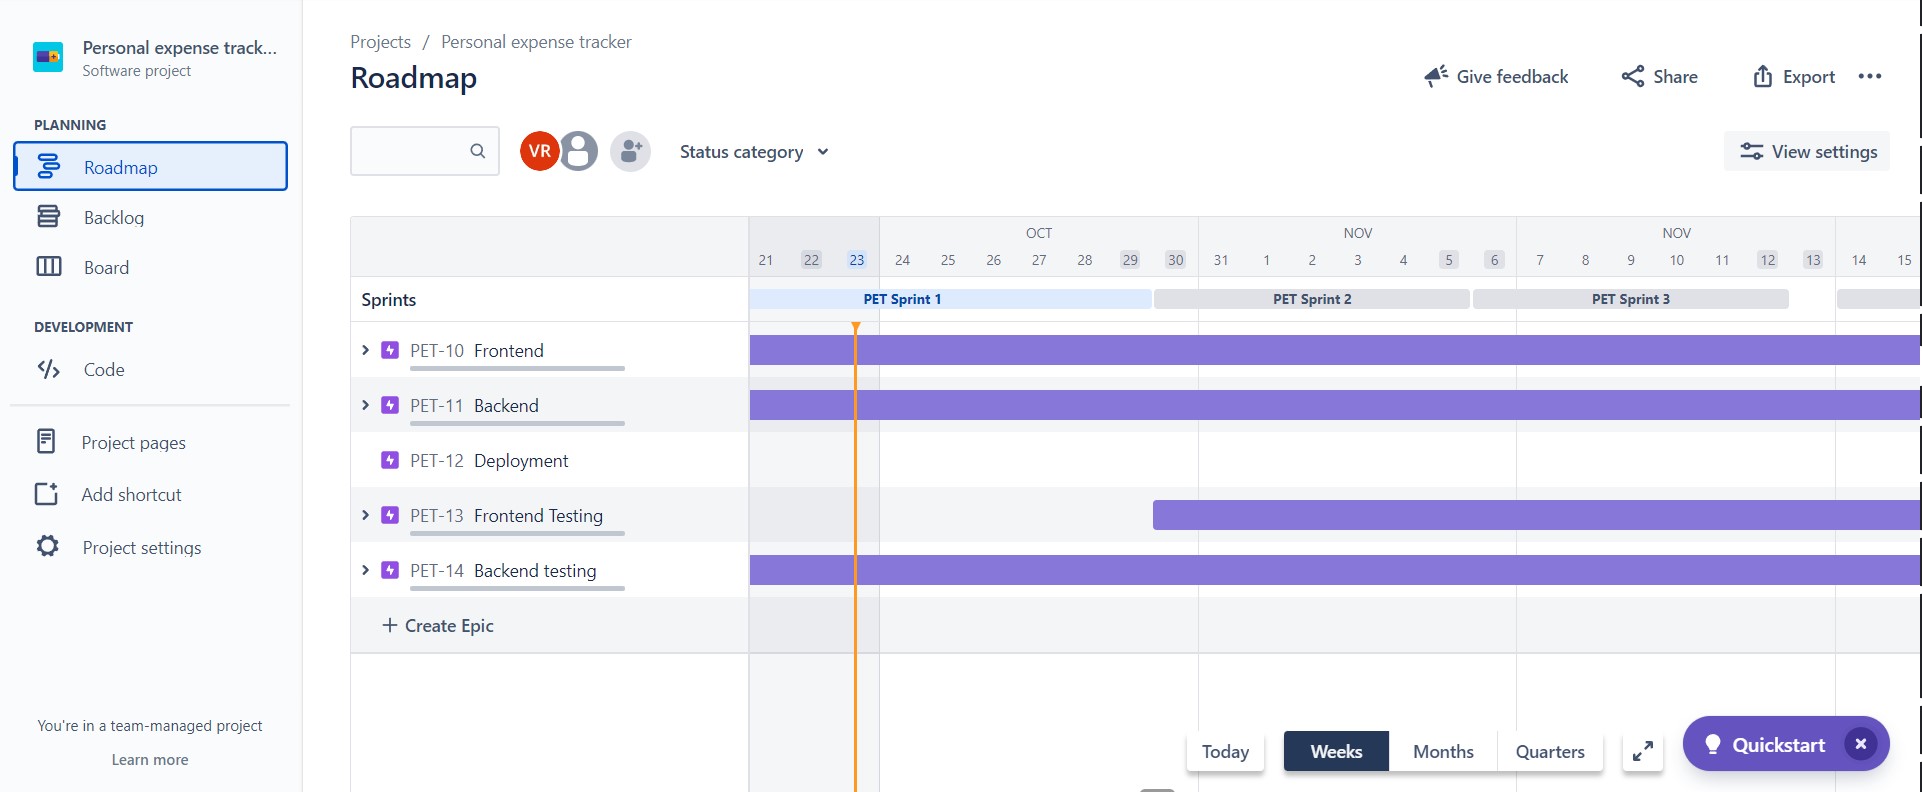 Personal expense track...
Software project
PLANNING
Roadmap
Backlog
Board
DEVELOPMENT
Code
Project pages
Add shortcut
Project settings
You're in a team-managed project
Learn more
Projects / Personal expense tracker
Roadmap
Give feedback
Share
Export
VR
Status category
View settings
OCT NOV NOV
21 22 23 24 25 26 27 28 29 30 31 1 2 3 4 5 6 7 8 9 10 11 12 13 14 15
Sprints PET Sprint 1 PET Sprint 2 PET Sprint 3
PET-10 Frontend
PET-11 Backend
PET-12 Deployment
PET-13 Frontend Testing
PET-14 Backend testing
+ Create Epic
Today Weeks Months Quarters
Quickstart